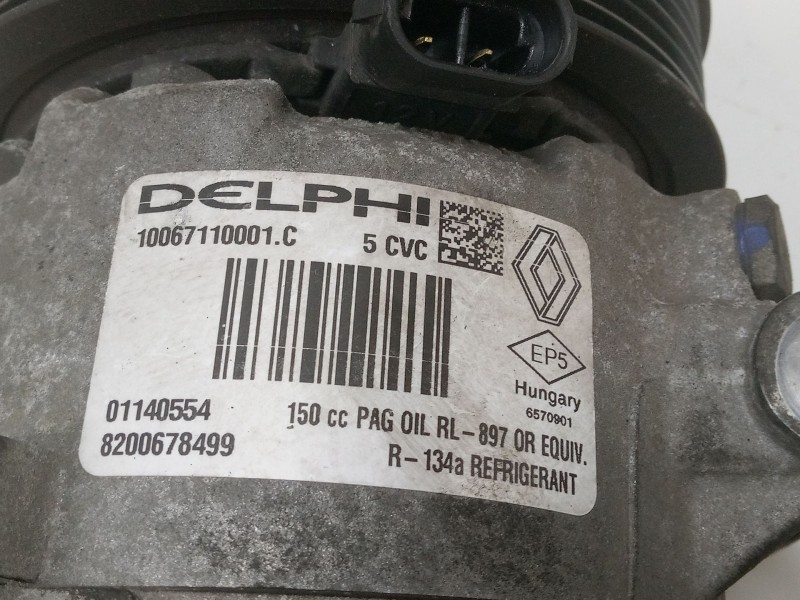 DELPHI
10067110001.C 5 CVC
EP5
Hungary
6570901
01140554 150 cc PAG OIL RL-897 OR EQUIV.
8200678499 R-134a REFRIGERANT